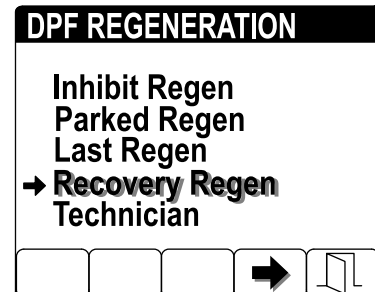 DPF REGENERATION
Inhibit Regen
Parked Regen
Last Regen
Recovery Regen
Technician